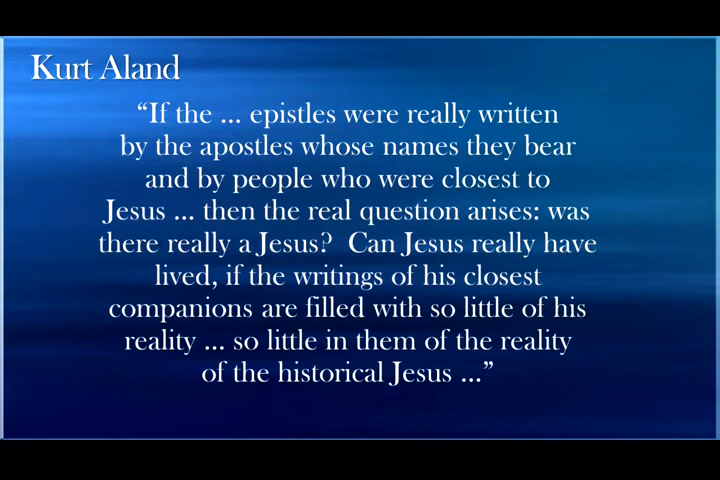 Kurt Aland
“If the ... epistles were really written
by the apostles whose names they bear
and by people who were closest to
Jesus ... then the real question arises: was
there really a Jesus?  Can Jesus really have
lived, if the writings of his closest
companions are filled with so little of his
reality ... so little in them of the reality
of the historical Jesus ...”